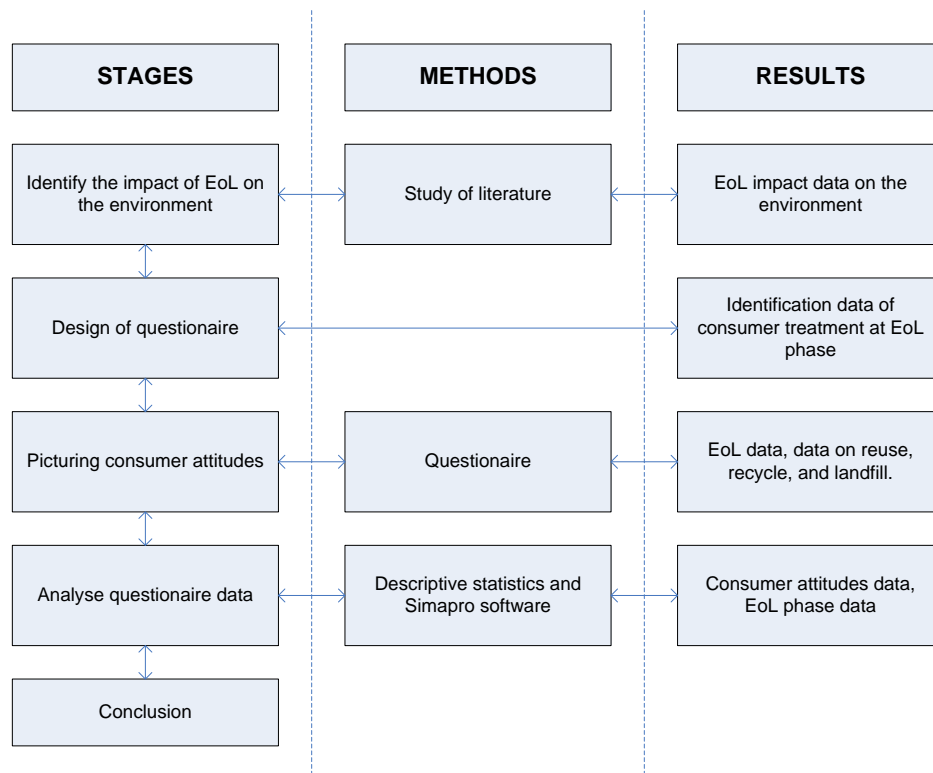 STAGES
METHODS
RESULTS
Identify the impact of EoL on
the environment
Study of literature
EoL impact data on the
environment
Design of questionaire
Identification data of
consumer treatment at EoL
phase
Picturing consumer attitudes
Questionaire
EoL data, data on reuse,
recycle, and landfill.
Analyse questionaire data
Descriptive statistics and
Simapro software
Consumer attitudes data,
EoL phase data
Conclusion